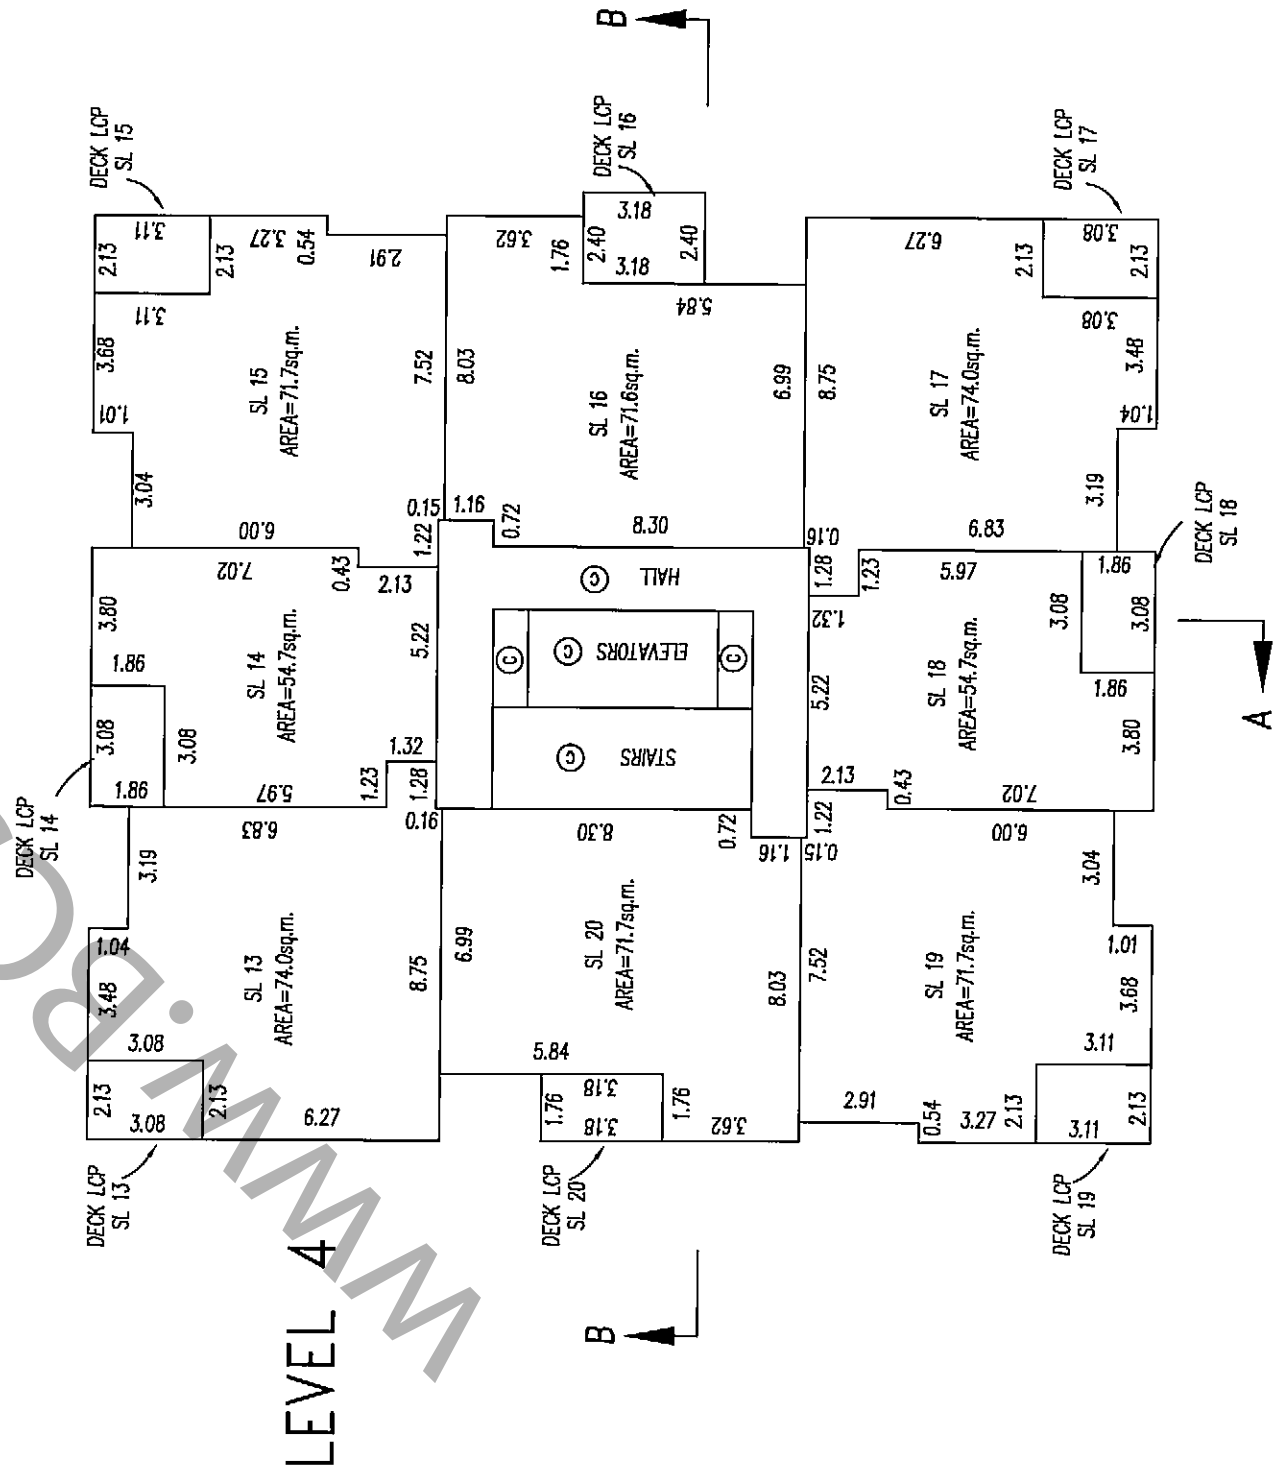 LEVEL 4
B
B
A
DECK LCP
SL 15
DECK LCP
SL 16
DECK LCP
SL 17
DECK LCP
SL 14
DECK LCP
SL 18
DECK LCP
SL 13
DECK LCP
SL 20
DECK LCP
SL 19
SL 15
AREA=71.7sq.m.
2.13
3.11
2.13
3.11
3.27
0.54
2.91
3.68
1.01
3.04
6.00
7.52
0.15
1.22
SL 16
AREA=71.6sq.m.
8.03
3.62
1.76
2.40
3.18
3.18
2.40
5.84
6.99
1.16
0.72
8.30
0.16
SL 17
AREA=74.0sq.m.
8.75
6.27
2.13
3.08
2.13
3.08
3.48
1.04
3.19
6.83
1.28
1.23
SL 14
AREA=54.7sq.m.
7.02
0.43
2.13
3.80
1.86
3.08
1.86
3.08
5.97
5.22
1.32
1.23
1.28
0.16
HALL
C
ELEVATORS
C
C
C
STAIRS
C
SL 18
AREA=54.7sq.m.
1.32
5.97
1.86
3.08
3.08
1.86
3.80
5.22
2.13
0.43
7.02
1.22
0.15
SL 13
AREA=74.0sq.m.
6.83
3.19
1.04
3.48
3.08
2.13
2.13
3.08
6.27
8.75
SL 20
AREA=71.7sq.m.
6.99
8.30
0.72
1.16
8.03
5.84
1.76
3.18
3.18
1.76
3.62
SL 19
AREA=71.7sq.m.
7.52
6.00
3.04
1.01
3.68
3.11
2.91
0.54
3.27
2.13
3.11
2.13
www.BC